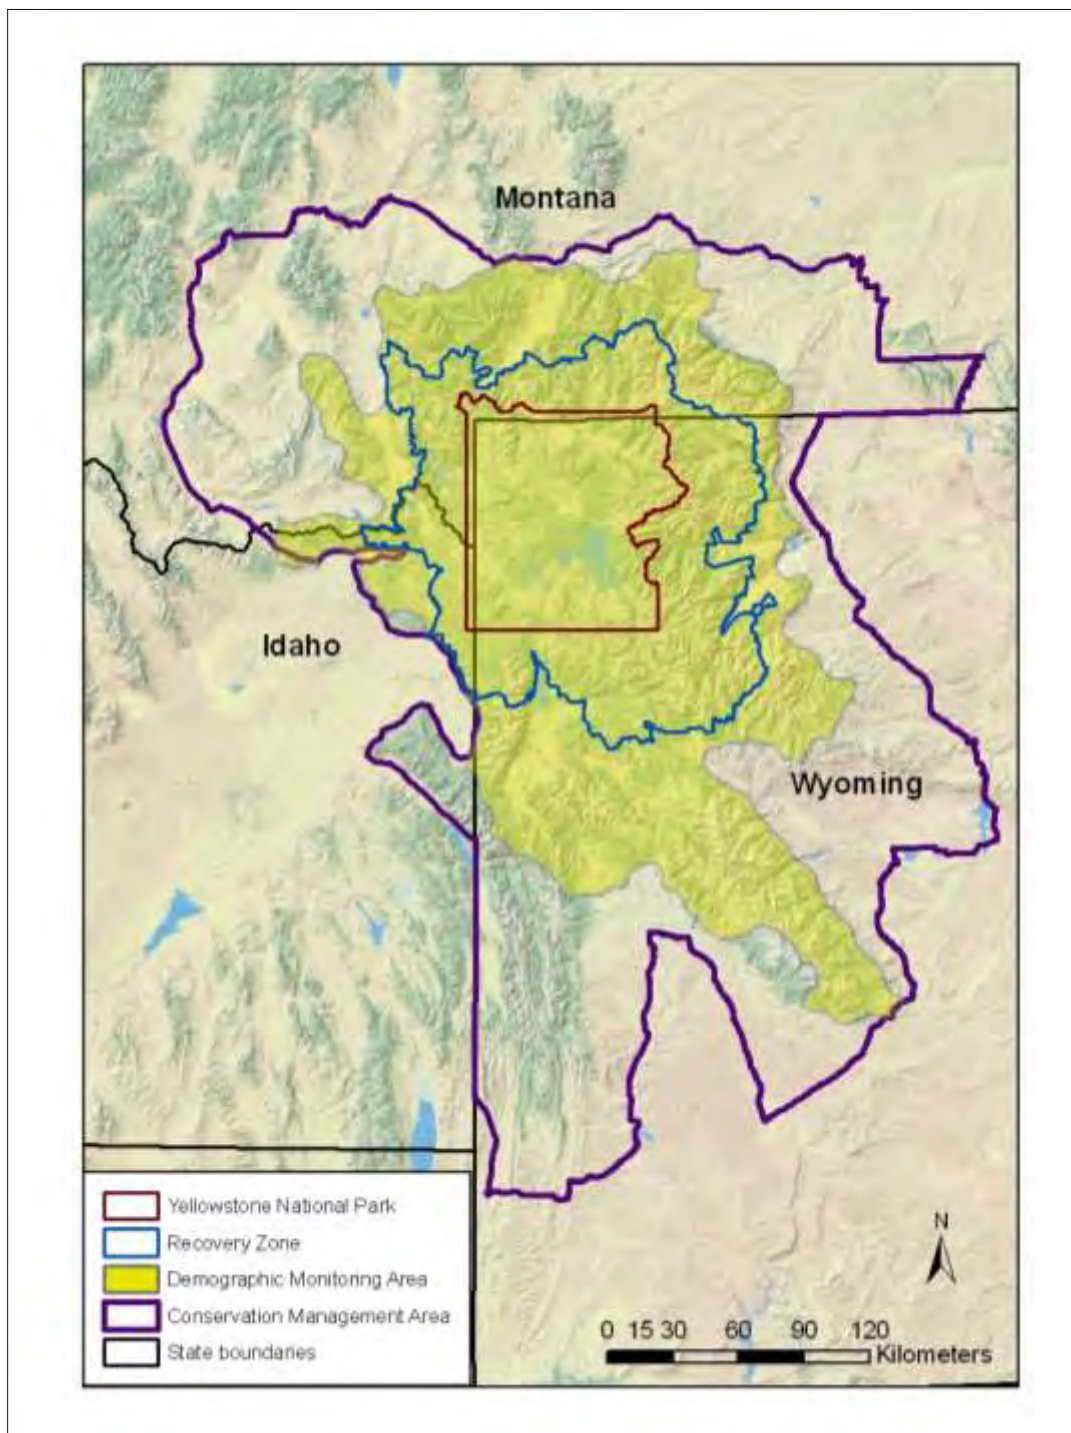 Montana
Idaho
Wyoming
Yellowstone National Park
Recovery Zone
Demographic Monitoring Area
Conservation Management Area
State boundaries
N
0 15 30 60 90 120
Kilometers